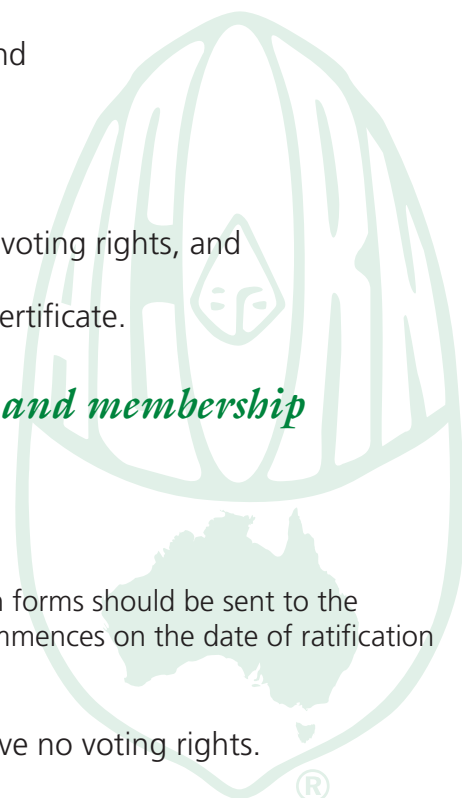 nd
voting rights, and
ertificate.
ACORN
and membership
n forms should be sent to the
mmences on the date of ratification
ve no voting rights.
®